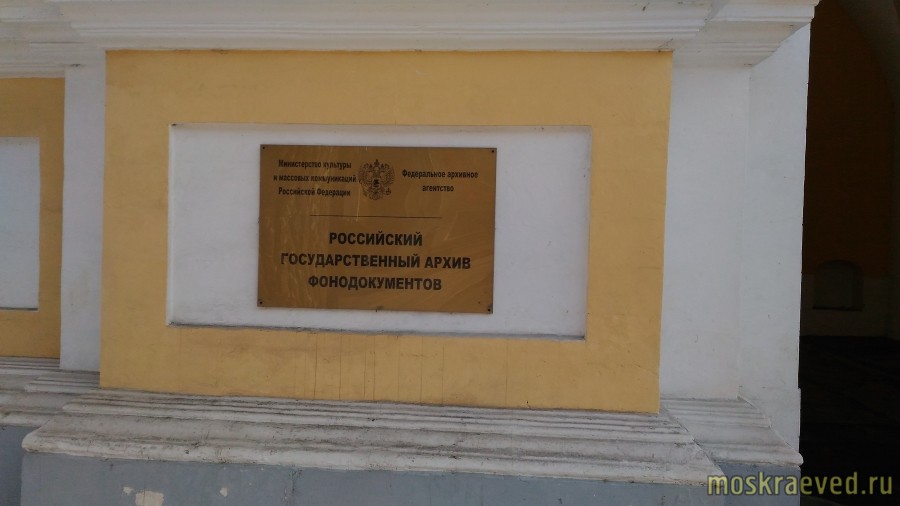 Министерство культуры
и массовых коммуникаций
Российской Федерации
Федеральное архивное
агентство
РОССИЙСКИЙ
ГОСУДАРСТВЕННЫЙ АРХИВ
ФОНОДОКУМЕНТОВ
moskraeved.ru